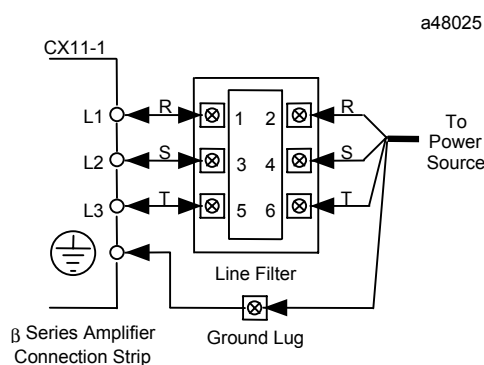 a48025
CX11-1
L1 R 1 2 R
L2 S 3 4 S
L3 T 5 6 T
To
Power
Source
Line Filter
Ground Lug
β Series Amplifier
Connection Strip